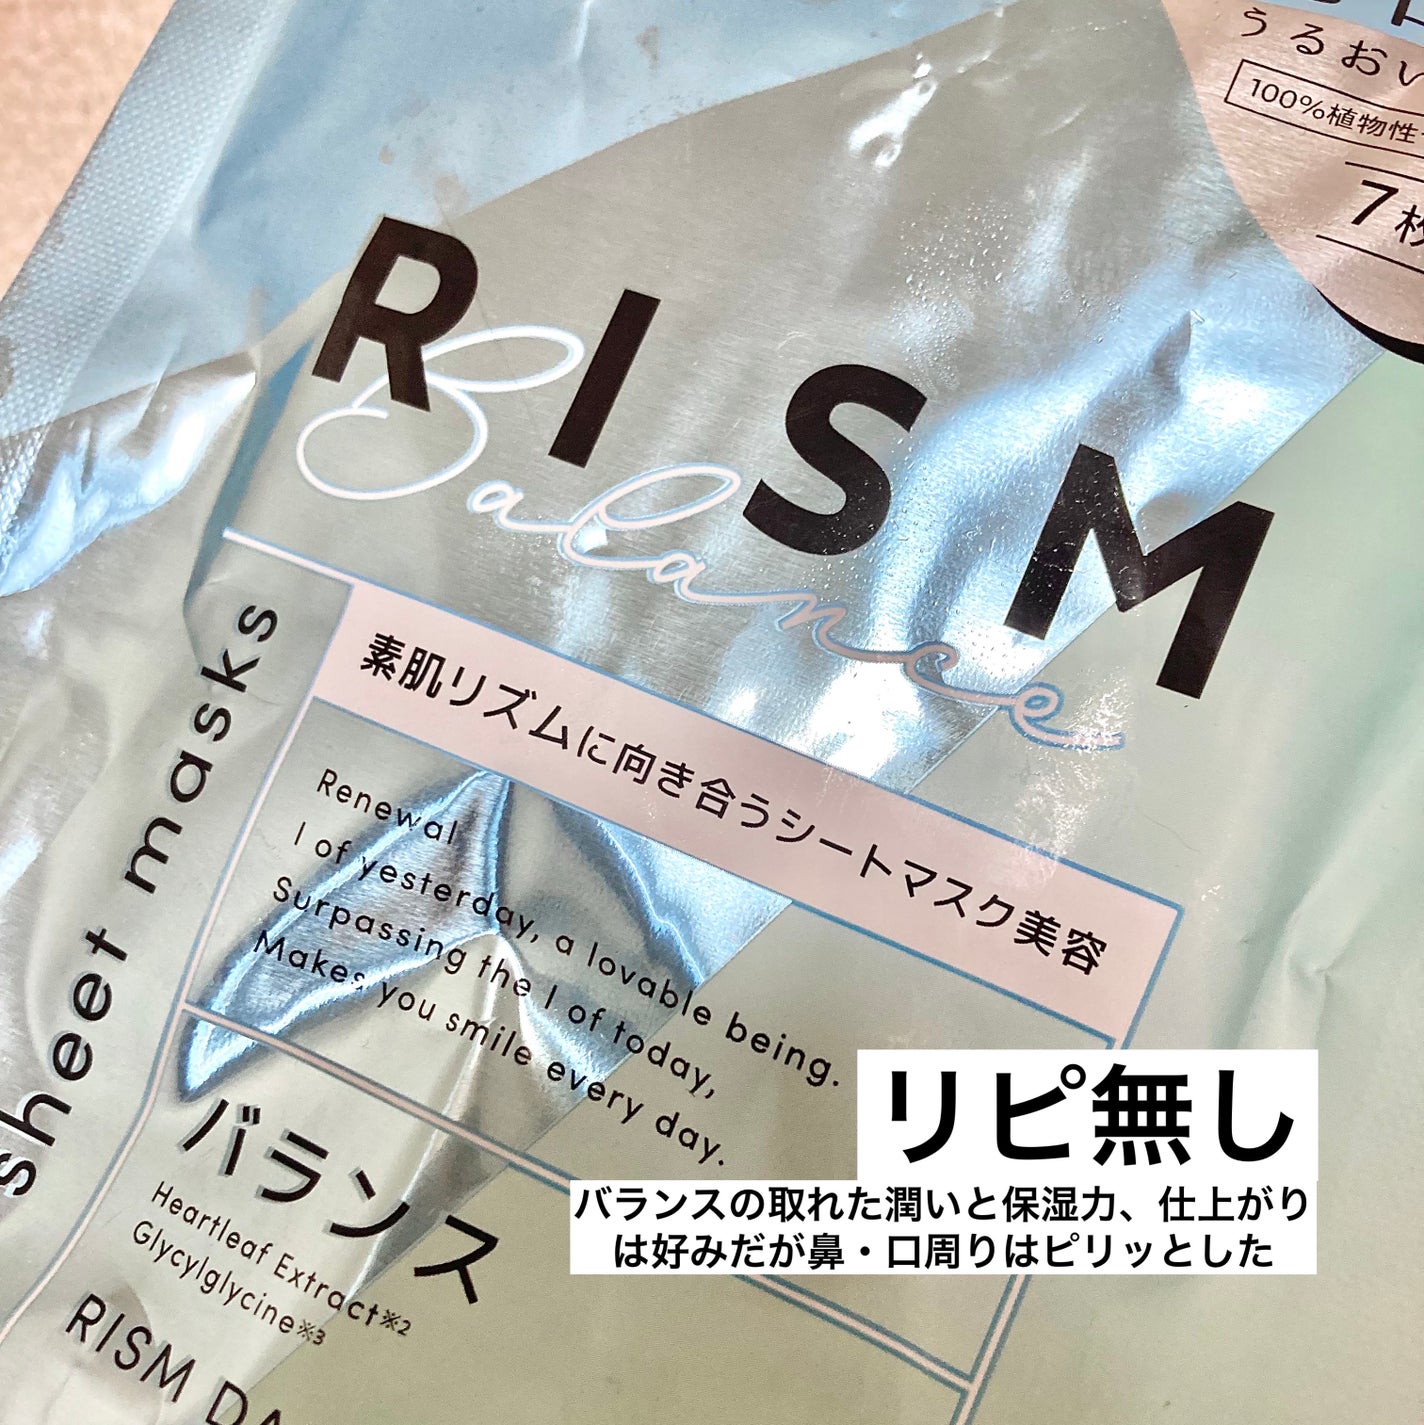 うるおい
100%植物性
7枚
RISM
Balance
素肌リズムに向き合うシートマスク美容
sheet masks
Renewal
I of yesterday, a lovable being.
Surpassing the I of today,
Makes you smile every day.
バランス
Heartleaf Extract※2
Glycylglycine※3
RISM DA
リピ無し
バランスの取れた潤いと保湿力、仕上がり
は好みだが鼻・口周りはピリッとした